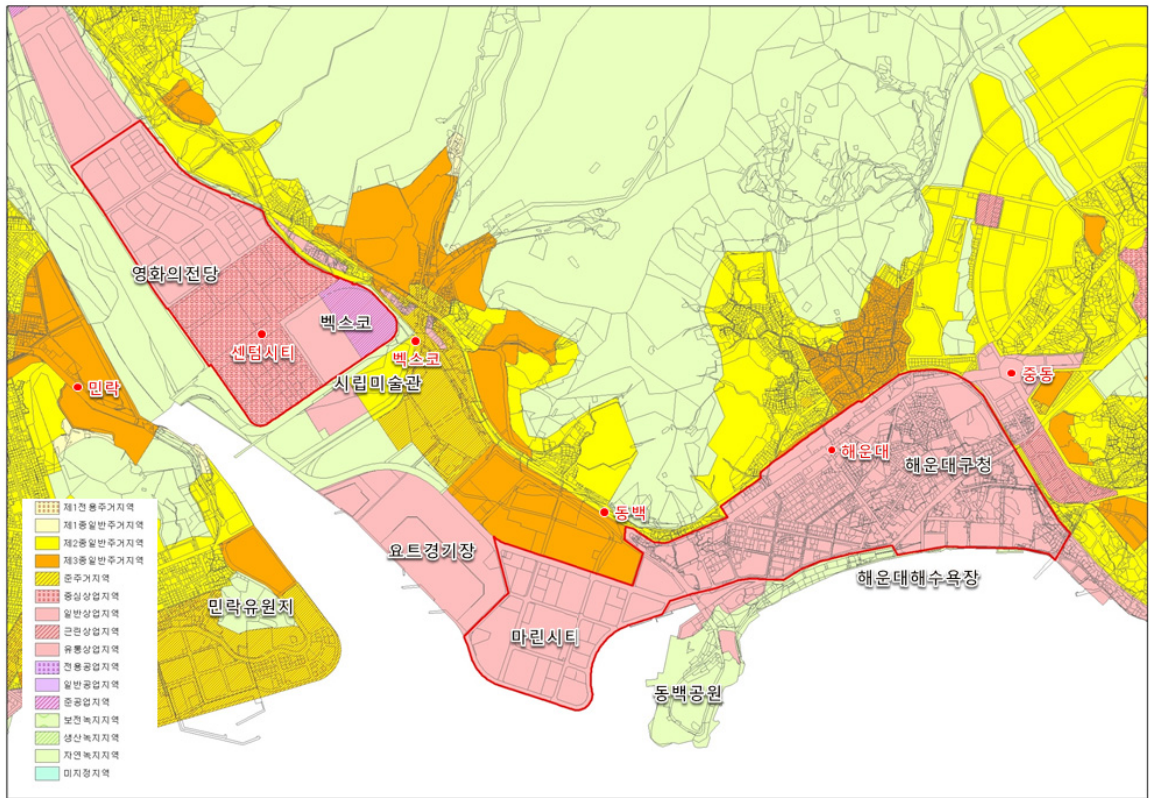 영화의전당
벡스코
센텀시티
벡스코
시립미술관
민락
중동
해운대
해운대구청
동백
요트경기장
해운대해수욕장
민락유원지
마린시티
동백공원
제1전용주거지역
제1종일반주거지역
제2종일반주거지역
제3종일반주거지역
준주거지역
중심상업지역
일반상업지역
근린상업지역
유통상업지역
전용공업지역
일반공업지역
준공업지역
보전녹지지역
생산녹지지역
자연녹지지역
미지정지역